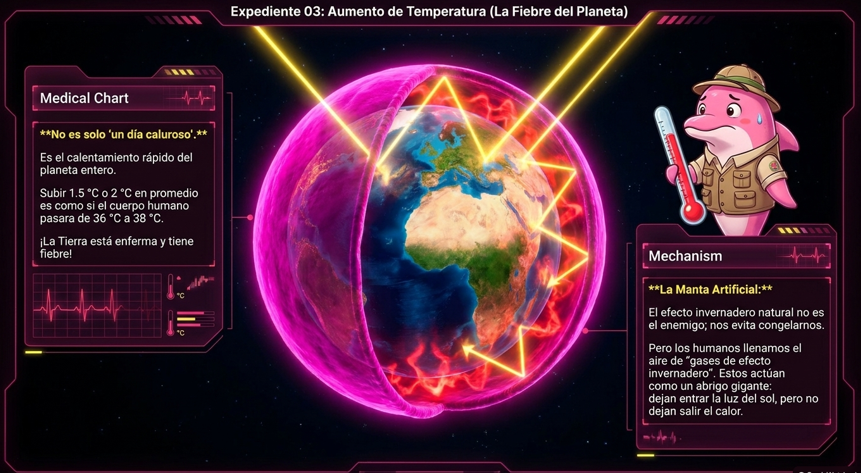 Expediente 03: Aumento de Temperatura (La Fiebre del Planeta)
Medical Chart
**No es solo 'un día caluroso'.**
Es el calentamiento rápido del
planeta entero.
Subir 1.5 °C o 2 °C en promedio
es como si el cuerpo humano
pasara de 36 °C a 38 °C.
¡La Tierra está enferma y tiene
fiebre!
°C
°C
Mechanism
**La Manta Artificial:**
El efecto invernadero natural no es
el enemigo; nos evita congelarnos.
Pero los humanos llenamos el
aire de "gases de efecto
invernadero". Estos actúan
como un abrigo gigante:
dejan entrar la luz del sol, pero no
dejan salir el calor.